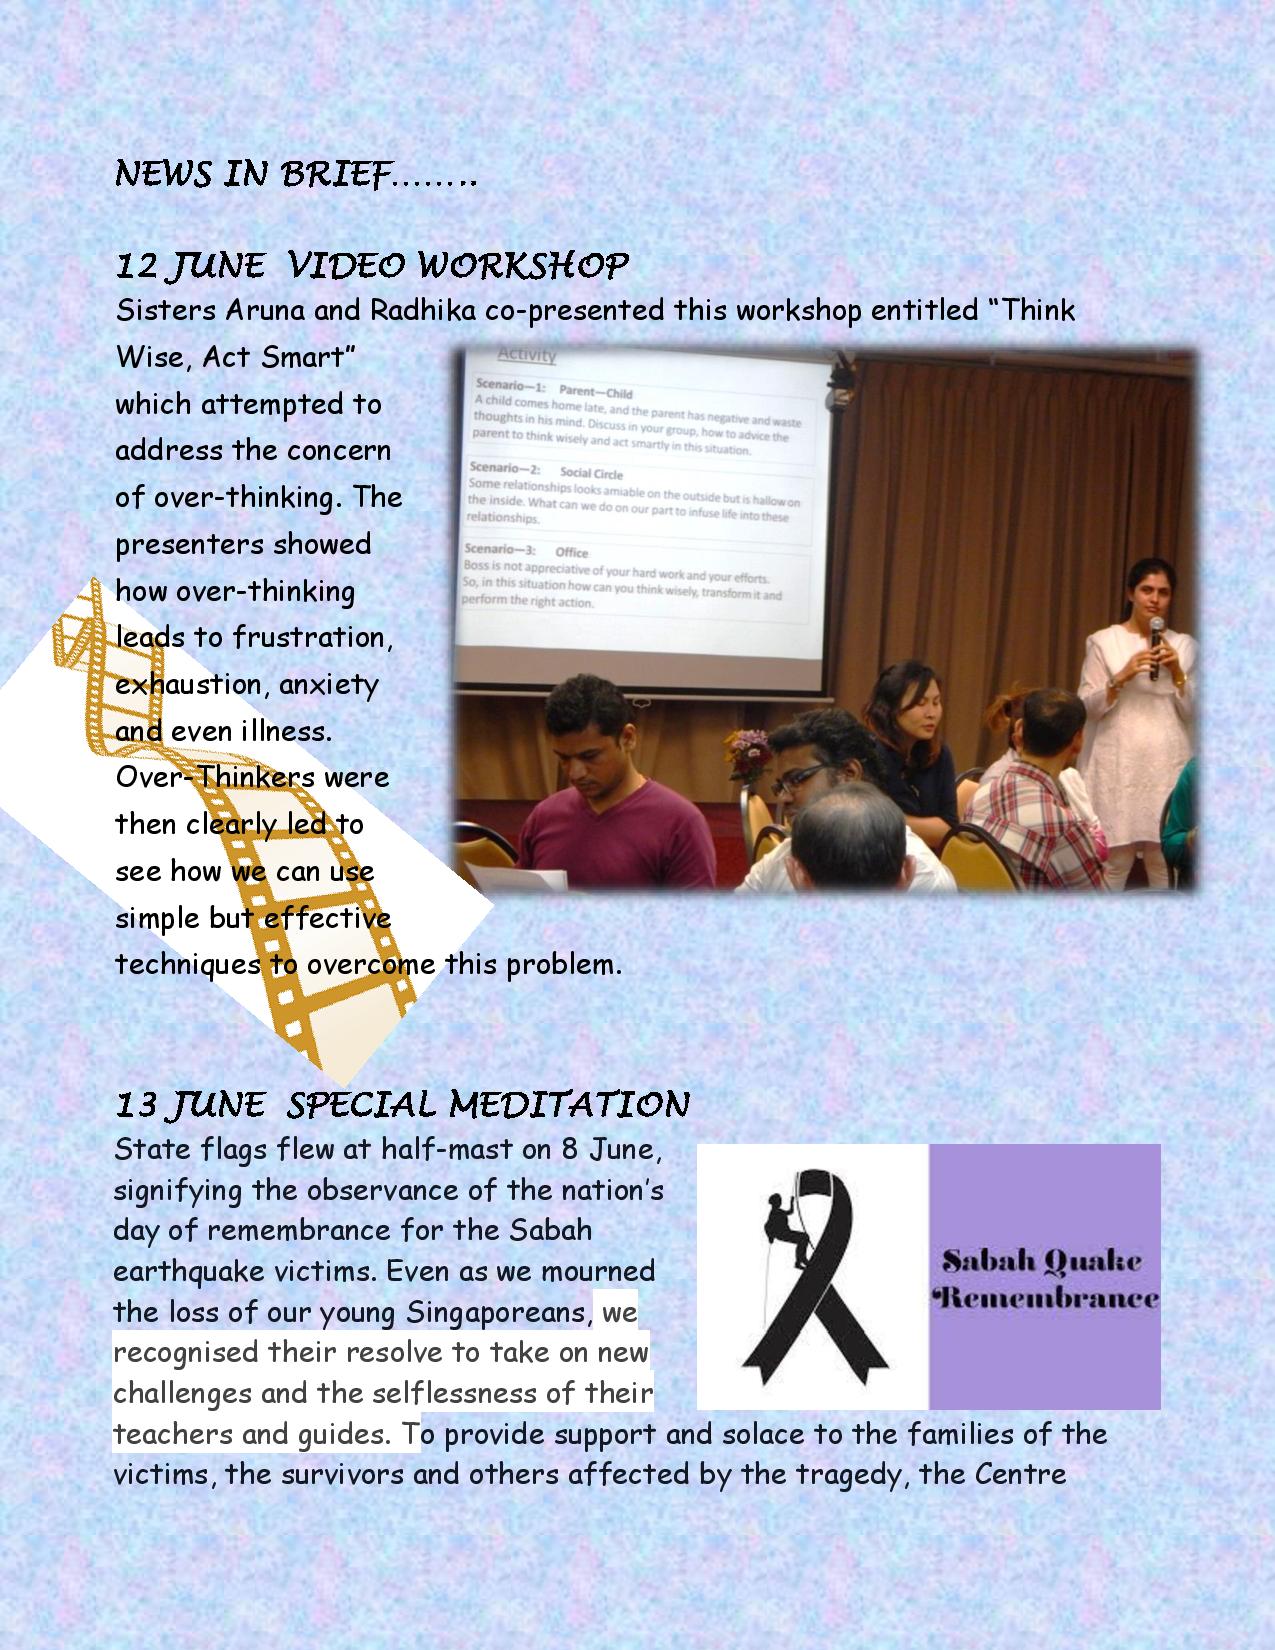 NEWS IN BRIEF........
12 JUNE VIDEO WORKSHOP
Sisters Aruna and Radhika co-presented this workshop entitled “Think
Wise, Act Smart”
which attempted to
address the concern
of over-thinking. The
presenters showed
how over-thinking
leads to frustration,
exhaustion, anxiety
and even illness.
Over-Thinkers were
then clearly led to
see how we can use
simple but effective
techniques to overcome this problem.
Activity
Scenario—1: Parent—Child
A child comes home late, and the parent has negative and waste
thoughts in his mind. Discuss in your group, how to advice the
parent to think wisely and act smartly in this situation.
Scenario—2: Social Circle
Some relationships looks amiable on the outside but is hallow on
the inside. What can we do on our part to infuse life into these
relationships.
Scenario—3: Office
Boss is not appreciative of your hard work and your efforts.
So, in this situation how can you think wisely, transform it and
perform the right action.
13 JUNE SPECIAL MEDITATION
State flags flew at half-mast on 8 June,
signifying the observance of the nation’s
day of remembrance for the Sabah
earthquake victims. Even as we mourned
the loss of our young Singaporeans, we
recognised their resolve to take on new
challenges and the selflessness of their
teachers and guides. To provide support and solace to the families of the
victims, the survivors and others affected by the tragedy, the Centre
Sabah Quake
Remembrance